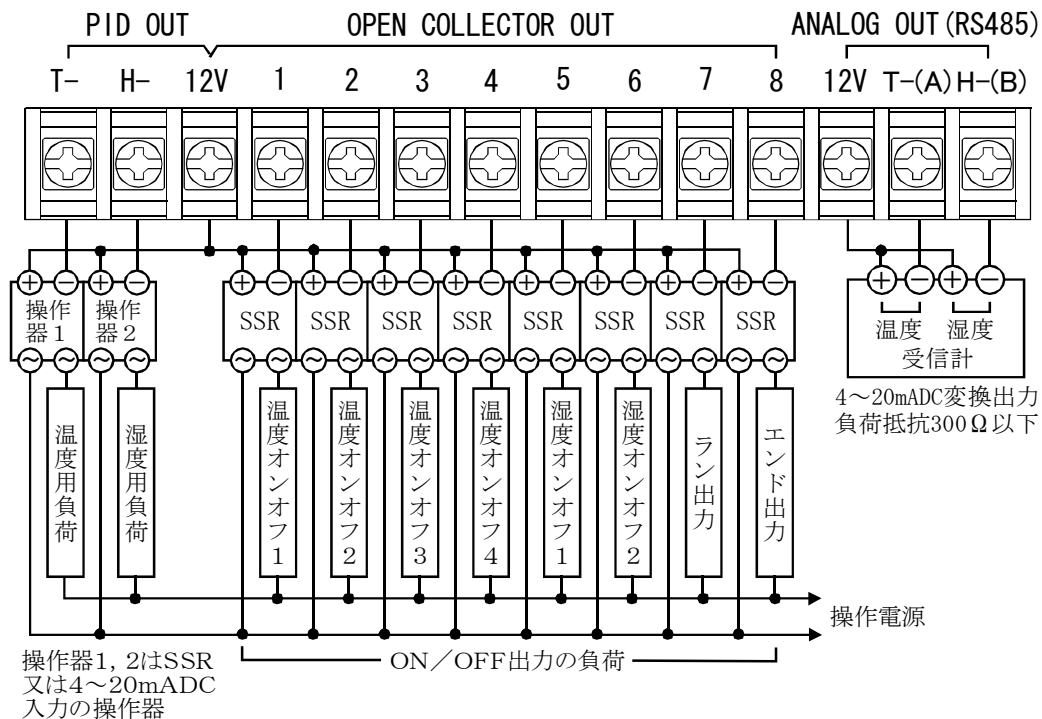 PID OUT OPEN COLLECTOR OUT ANALOG OUT(RS485)
T− H− 12V 1 2 3 4 5 6 7 8 12V T−(A) H−(B)
+ − + − + − + − + − + − + − + − + − + − + − + −
操作
器1
操作
器2
SSR SSR SSR SSR SSR SSR SSR SSR
温度 湿度
受信計
4～20mADC変換出力
負荷抵抗300Ω以下
温度用負荷
湿度用負荷
温度オンオフ1
温度オンオフ2
温度オンオフ3
温度オンオフ4
湿度オンオフ1
湿度オンオフ2
ラン出力
エンド出力
操作電源
ON／OFF出力の負荷
操作器1, 2はSSR
又は4～20mADC
入力の操作器